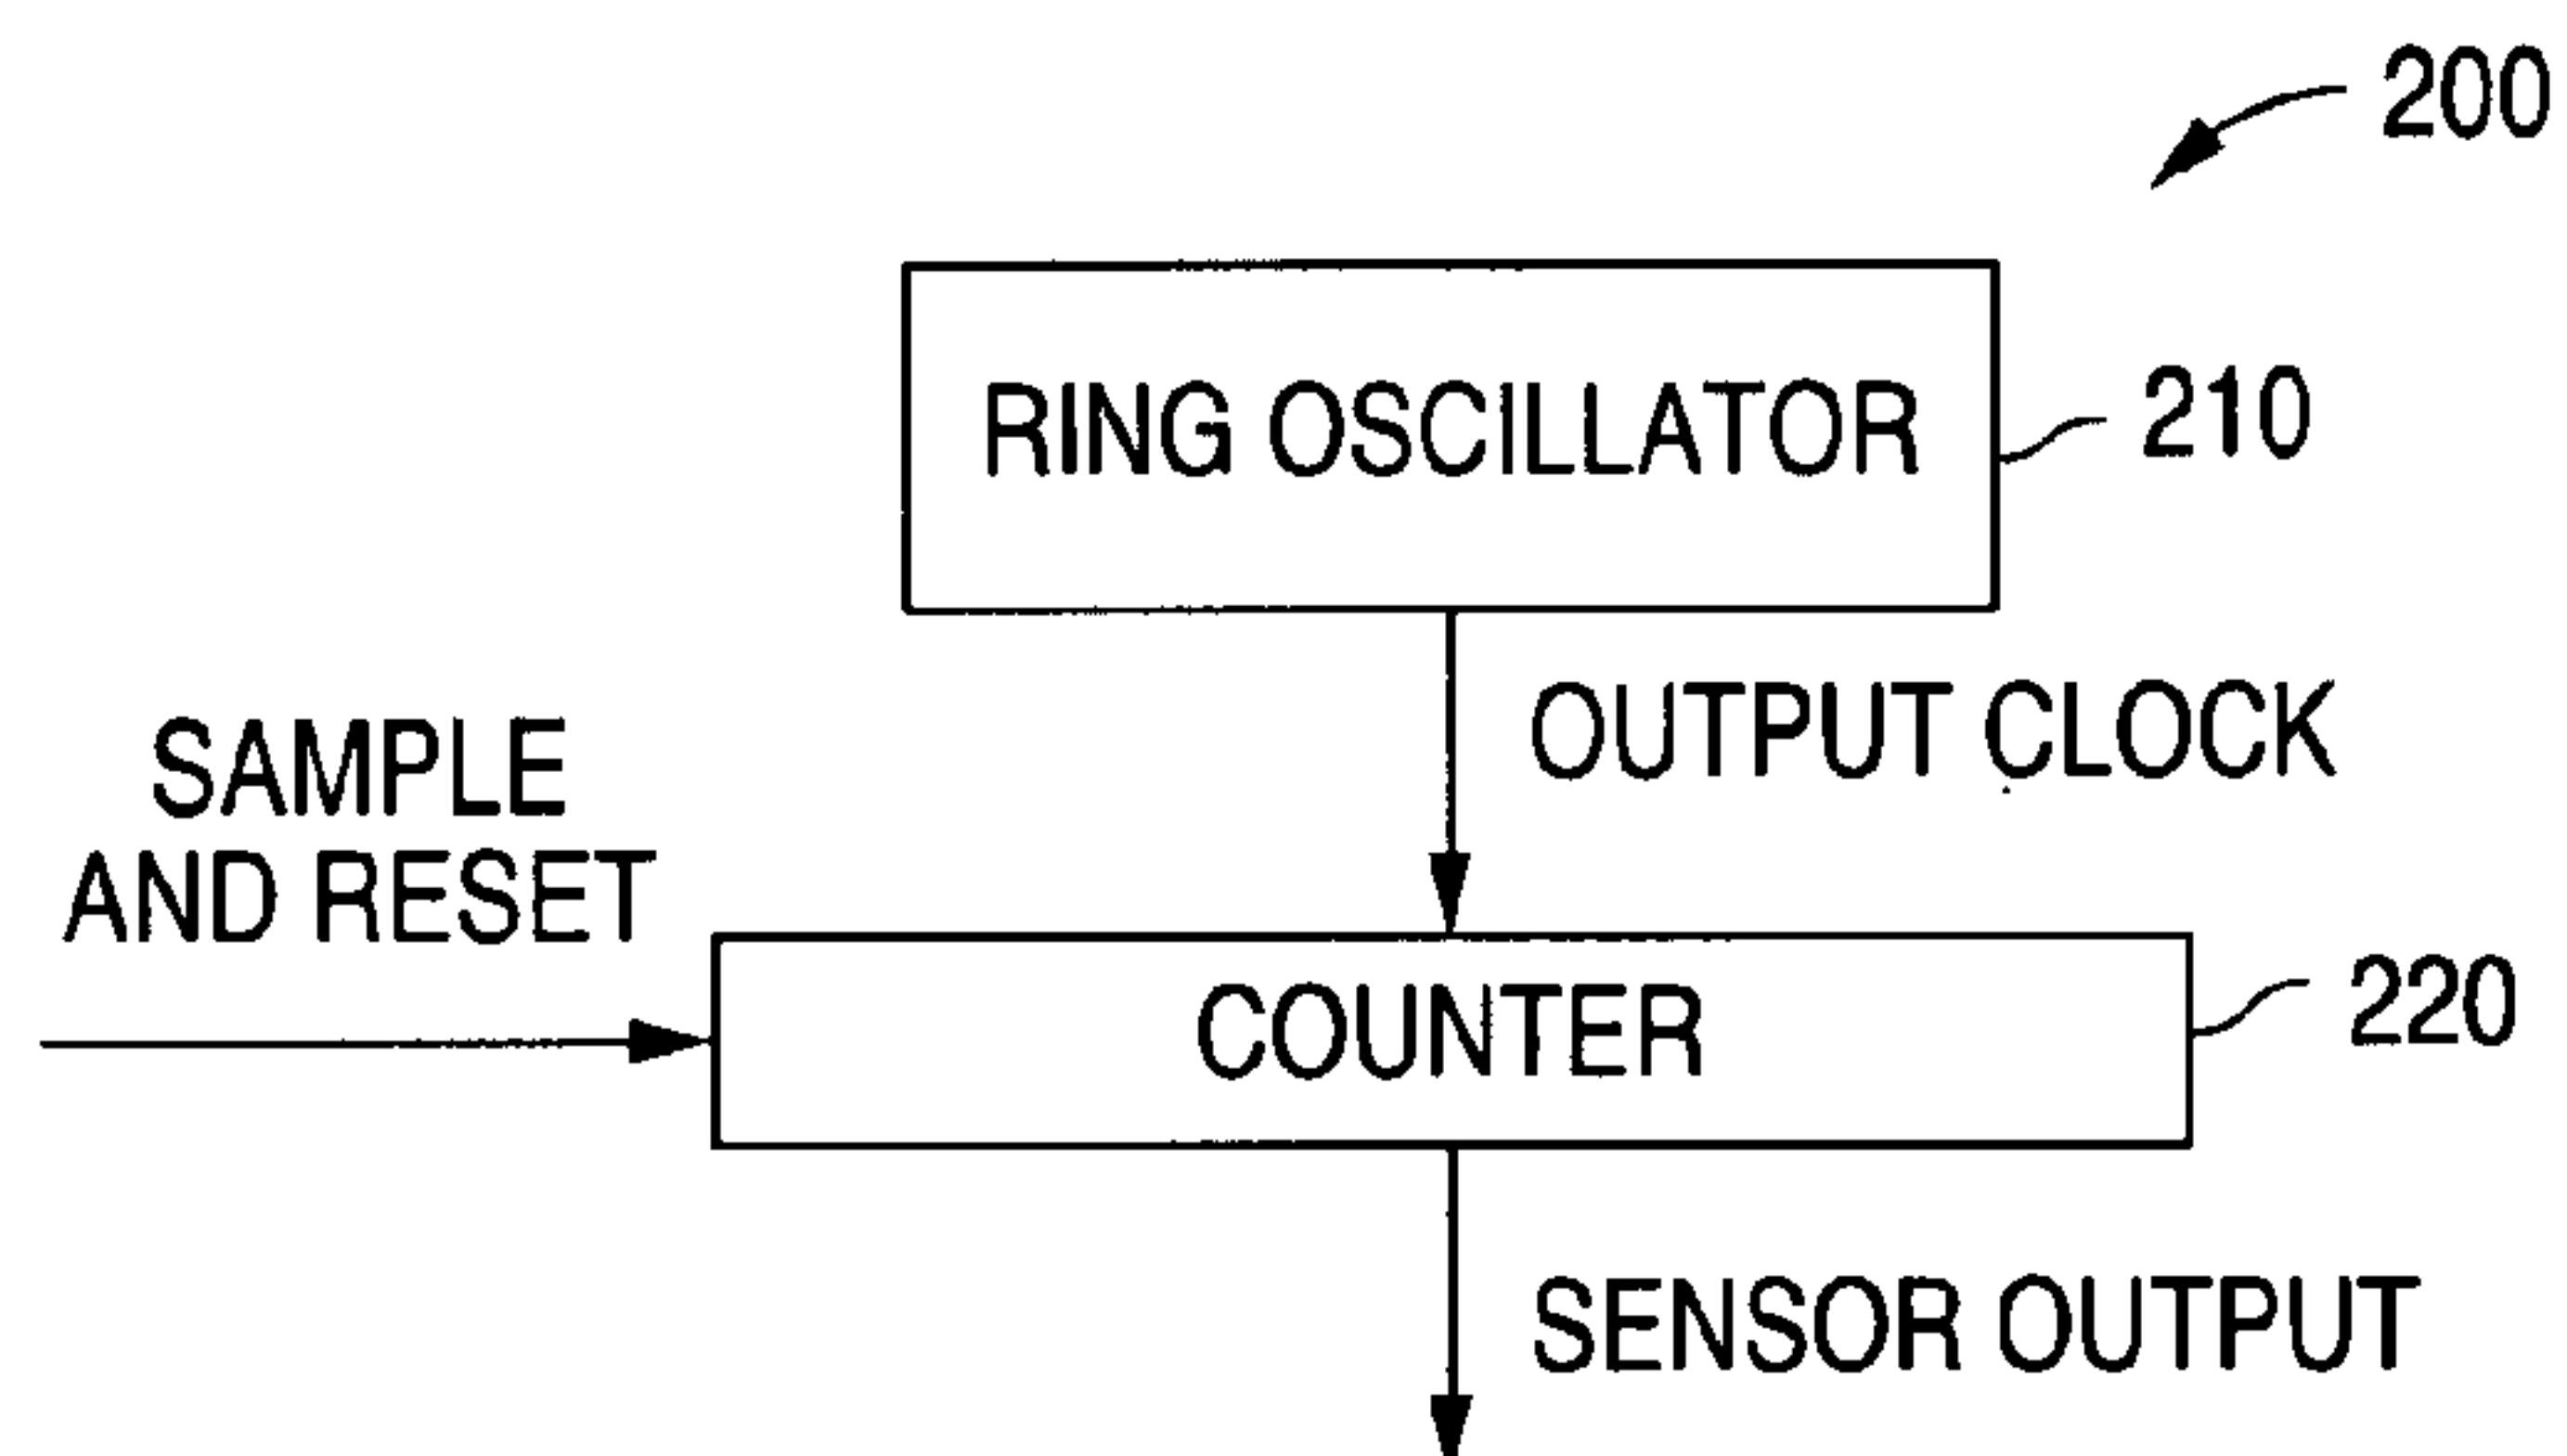 200
RING OSCILLATOR
210
OUTPUT CLOCK
SAMPLE
AND RESET
COUNTER
220
SENSOR OUTPUT